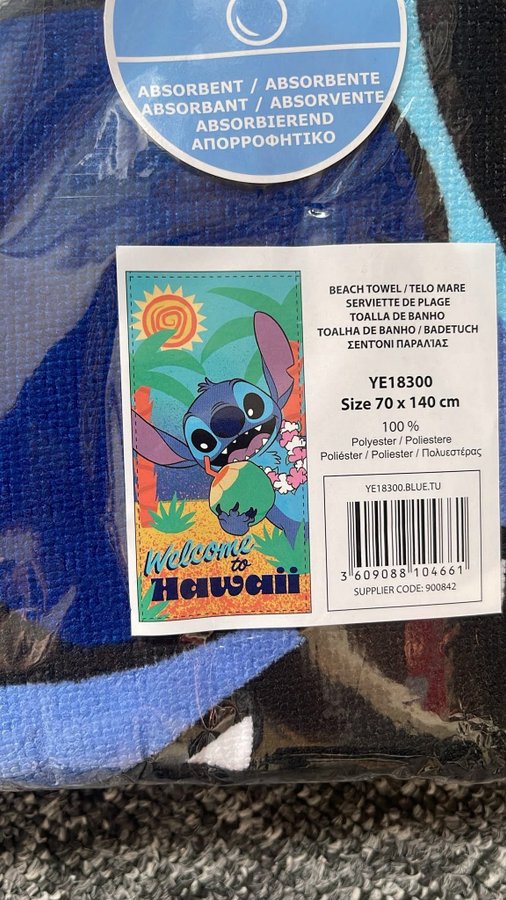 ABSORBENT / ABSORBENTE
ABSORBANT / ABSORVENTE
ABSORBIEREND
ΑΠΟΡΡΟΦΗΤΙΚΟ
BEACH TOWEL / TELO MARE
SERVIETTE DE PLAGE
TOALLA DE BANHO
TOALHA DE BANHO / BADETUCH
ΣΕΝΤΌΝΙ ΠΑΡΑΛΊΑΣ
YE18300
Size 70 x 140 cm
100 %
Polyester / Poliestere
Poliéster / Poliester / Πολυεστέρας
YE18300.BLUE.TU
3 609088 104661
SUPPLIER CODE: 900842
Welcome
to
Hawaii